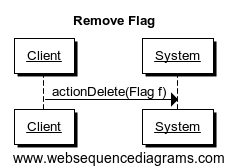 Remove Flag
Client System
actionDelete(Flag f)
Client System
www.websequencediagrams.com